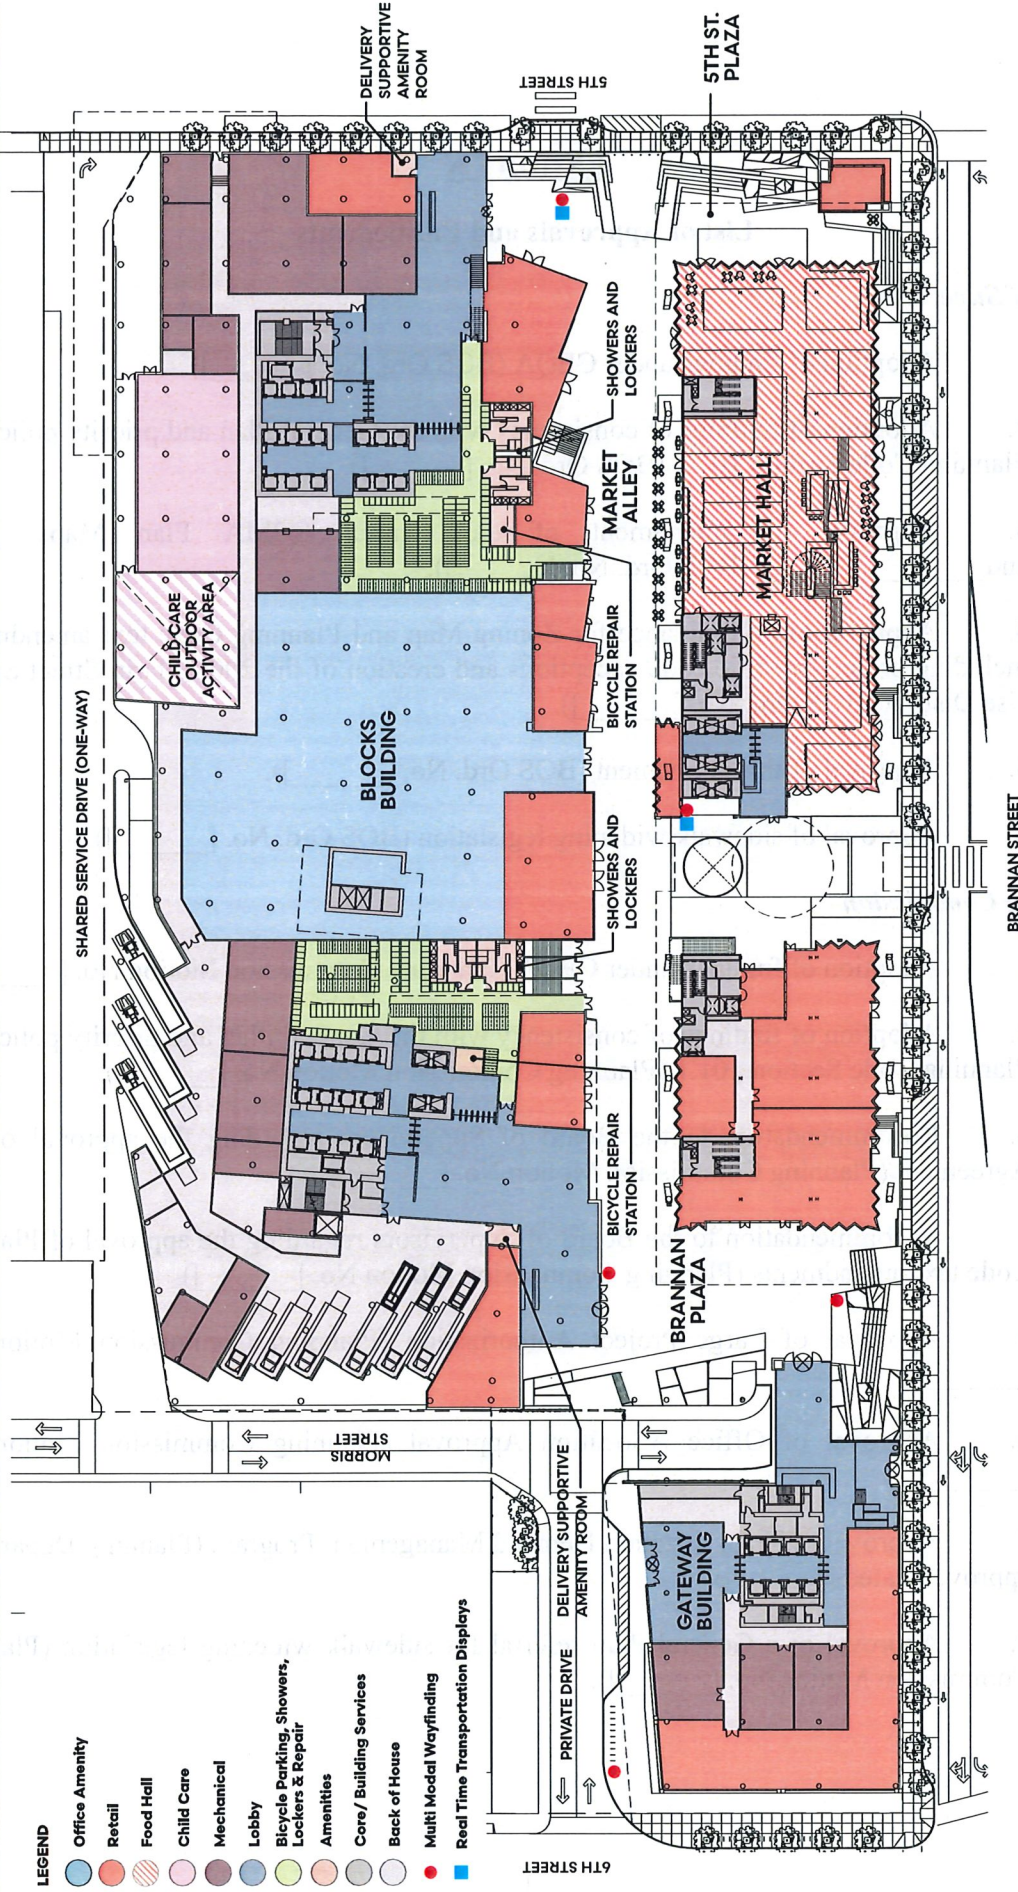 LEGEND
Office Amenity
Retail
Food Hall
Child Care
Mechanical
Lobby
Bicycle Parking, Showers,
Lockers & Repair
Amenities
Core/ Building Services
Back of House
Multi Modal Wayfinding
Real Time Transportation Displays
SHARED SERVICE DRIVE (ONE-WAY)
CHILDCARE
OUTDOOR
ACTIVITY AREA
DELIVERY
SUPPORTIVE
AMENITY
ROOM
5TH STREET
5TH ST.
PLAZA
BLOCKS
BUILDING
SHOWERS AND
LOCKERS
MARKET
ALLEY
BICYCLE REPAIR
STATION
SHOWERS AND
LOCKERS
BICYCLE REPAIR
STATION
MARKET HALL
BRANNAN
PLAZA
MORRIS
STREET
DELIVERY SUPPORTIVE
AMENITY ROOM
PRIVATE DRIVE
GATEWAY
BUILDING
6TH STREET
BRANNAN STREET